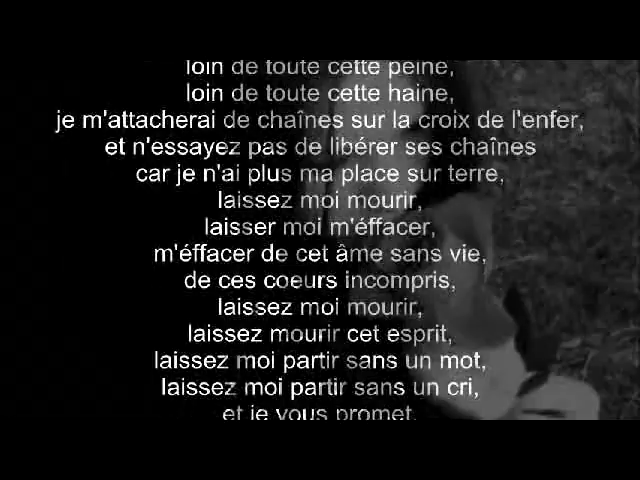 loin de toute cette peine,
loin de toute cette haine,
je m'attacherai de chaînes sur la croix de l'enfer,
et n'essayez pas de libérer ses chaînes
car je n'ai plus ma place sur terre,
laissez moi mourir,
laisser moi m'éffacer,
m'éffacer de cet âme sans vie,
de ces coeurs incompris,
laissez moi mourir,
laissez mourir cet esprit,
laissez moi partir sans un mot,
laissez moi partir sans un cri,
et je vous promet,